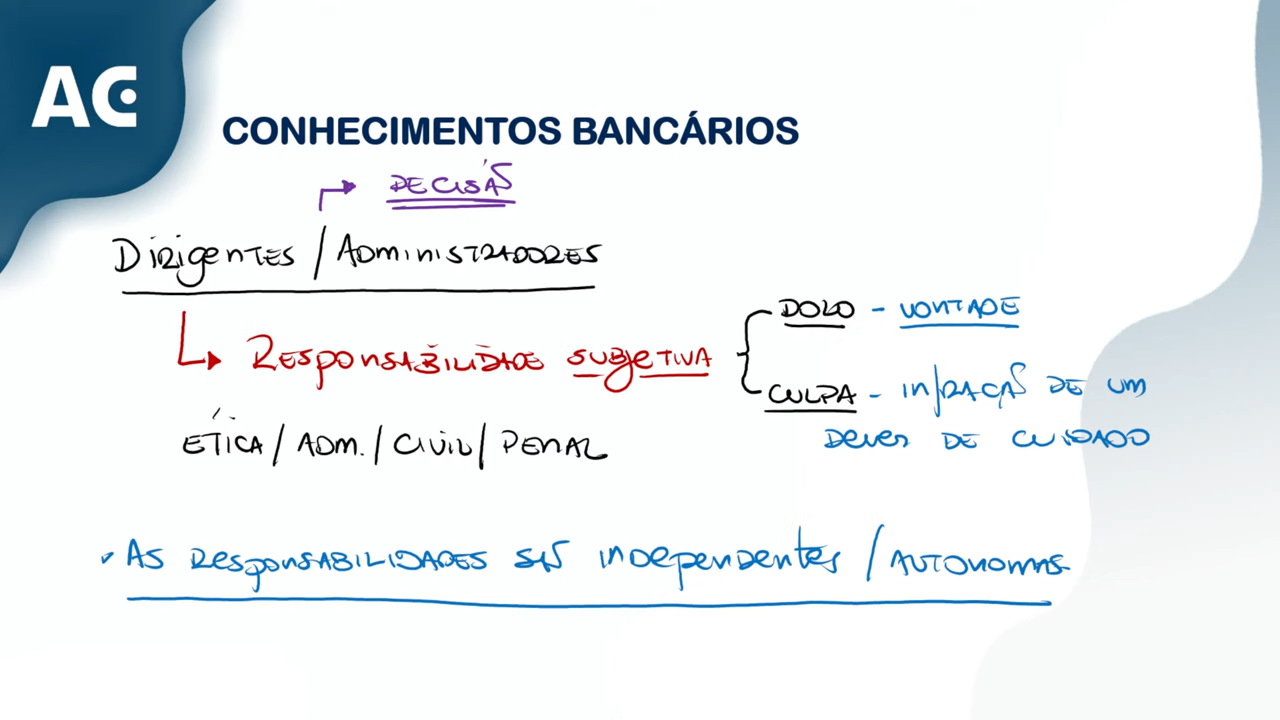 AC
CONHECIMENTOS BANCÁRIOS
DECISÃO
Dirigentes / ADMINISTRADORES
RESPONSABILIDADE SUBJETIVA
DOLO - VONTADE
CULPA - INFRAÇÃO DE UM
DEVER DE CUIDADO
ÉTICA / ADM. / CIVIL / PENAL
AS RESPONSABILIDADES SÃO INDEPENDENTES / AUTONOMAS